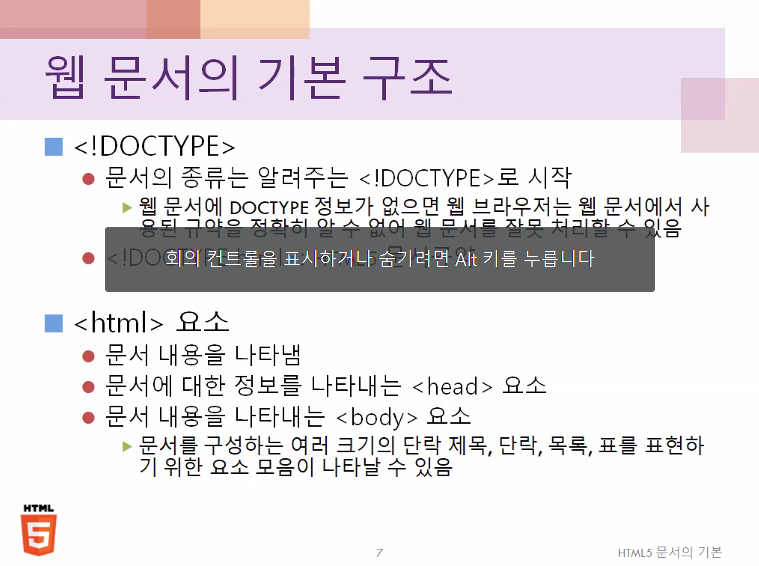 웹 문서의 기본 구조
<!DOCTYPE>
문서의 종류는 알려주는 <!DOCTYPE>로 시작
웹 문서에 DOCTYPE 정보가 없으면 웹 브라우저는 웹 문서에서 사
용된 규약을 정확히 알 수 없어 웹 문서를 잘못 처리할 수 있음
<!DO
회의 컨트롤을 표시하거나 숨기려면 Alt 키를 누릅니다
<html> 요소
문서 내용을 나타냄
문서에 대한 정보를 나타내는 <head> 요소
문서 내용을 나타내는 <body> 요소
문서를 구성하는 여러 크기의 단락 제목, 단락, 목록, 표를 표현하
기 위한 요소 모음이 나타날 수 있음
HTML
5
7
HTML5 문서의 기본